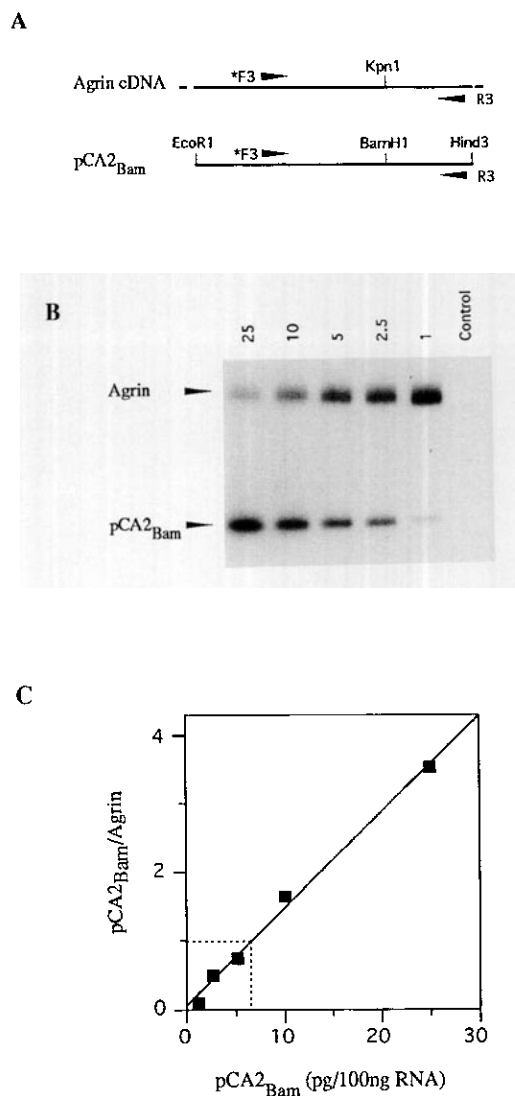 A
Agrin cDNA
*F3
Kpn1
R3
pCA2Bam
EcoR1
*F3
BamH1
Hind3
R3
B
25
10
5
2.5
1
Control
Agrin
pCA2Bam
C
pCA2Bam/Agrin
4
2
0
0
10
20
30
pCA2Bam (pg/100ng RNA)